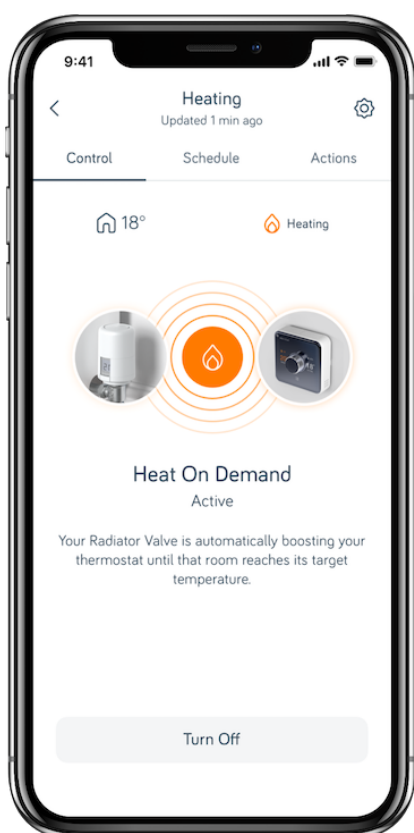 9:41
Heating
Updated 1 min ago
Control Schedule Actions
18° Heating
Heat On Demand
Active
Your Radiator Valve is automatically boosting your
thermostat until that room reaches its target
temperature.
Turn Off